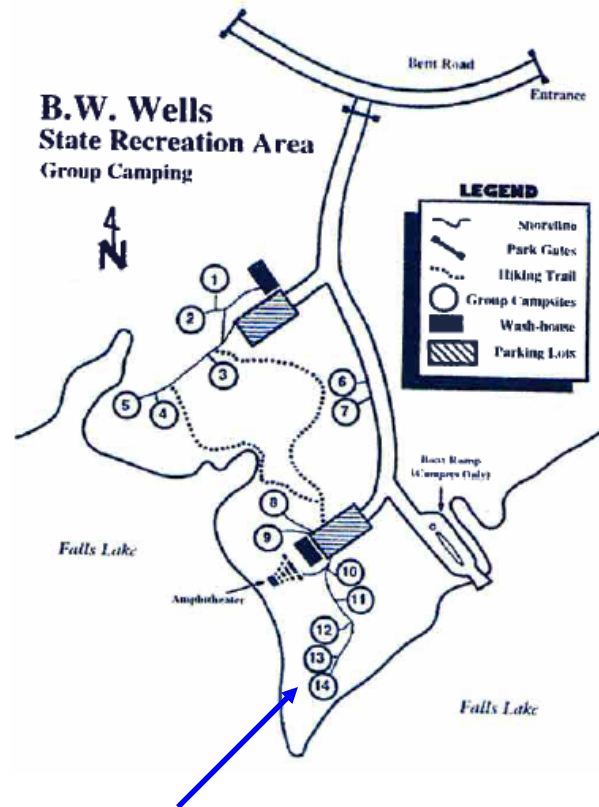 Bent Road
Entrance
B.W. Wells
State Recreation Area
Group Camping
N
LEGEND
Shoreline
Park Gates
Hiking Trail
Group Campsites
Wash-house
Parking Lots
1
2
3
5
4
6
7
Boat Ramp
(Campers Only)
8
9
Falls Lake
10
Amphitheater
11
12
13
14
Falls Lake